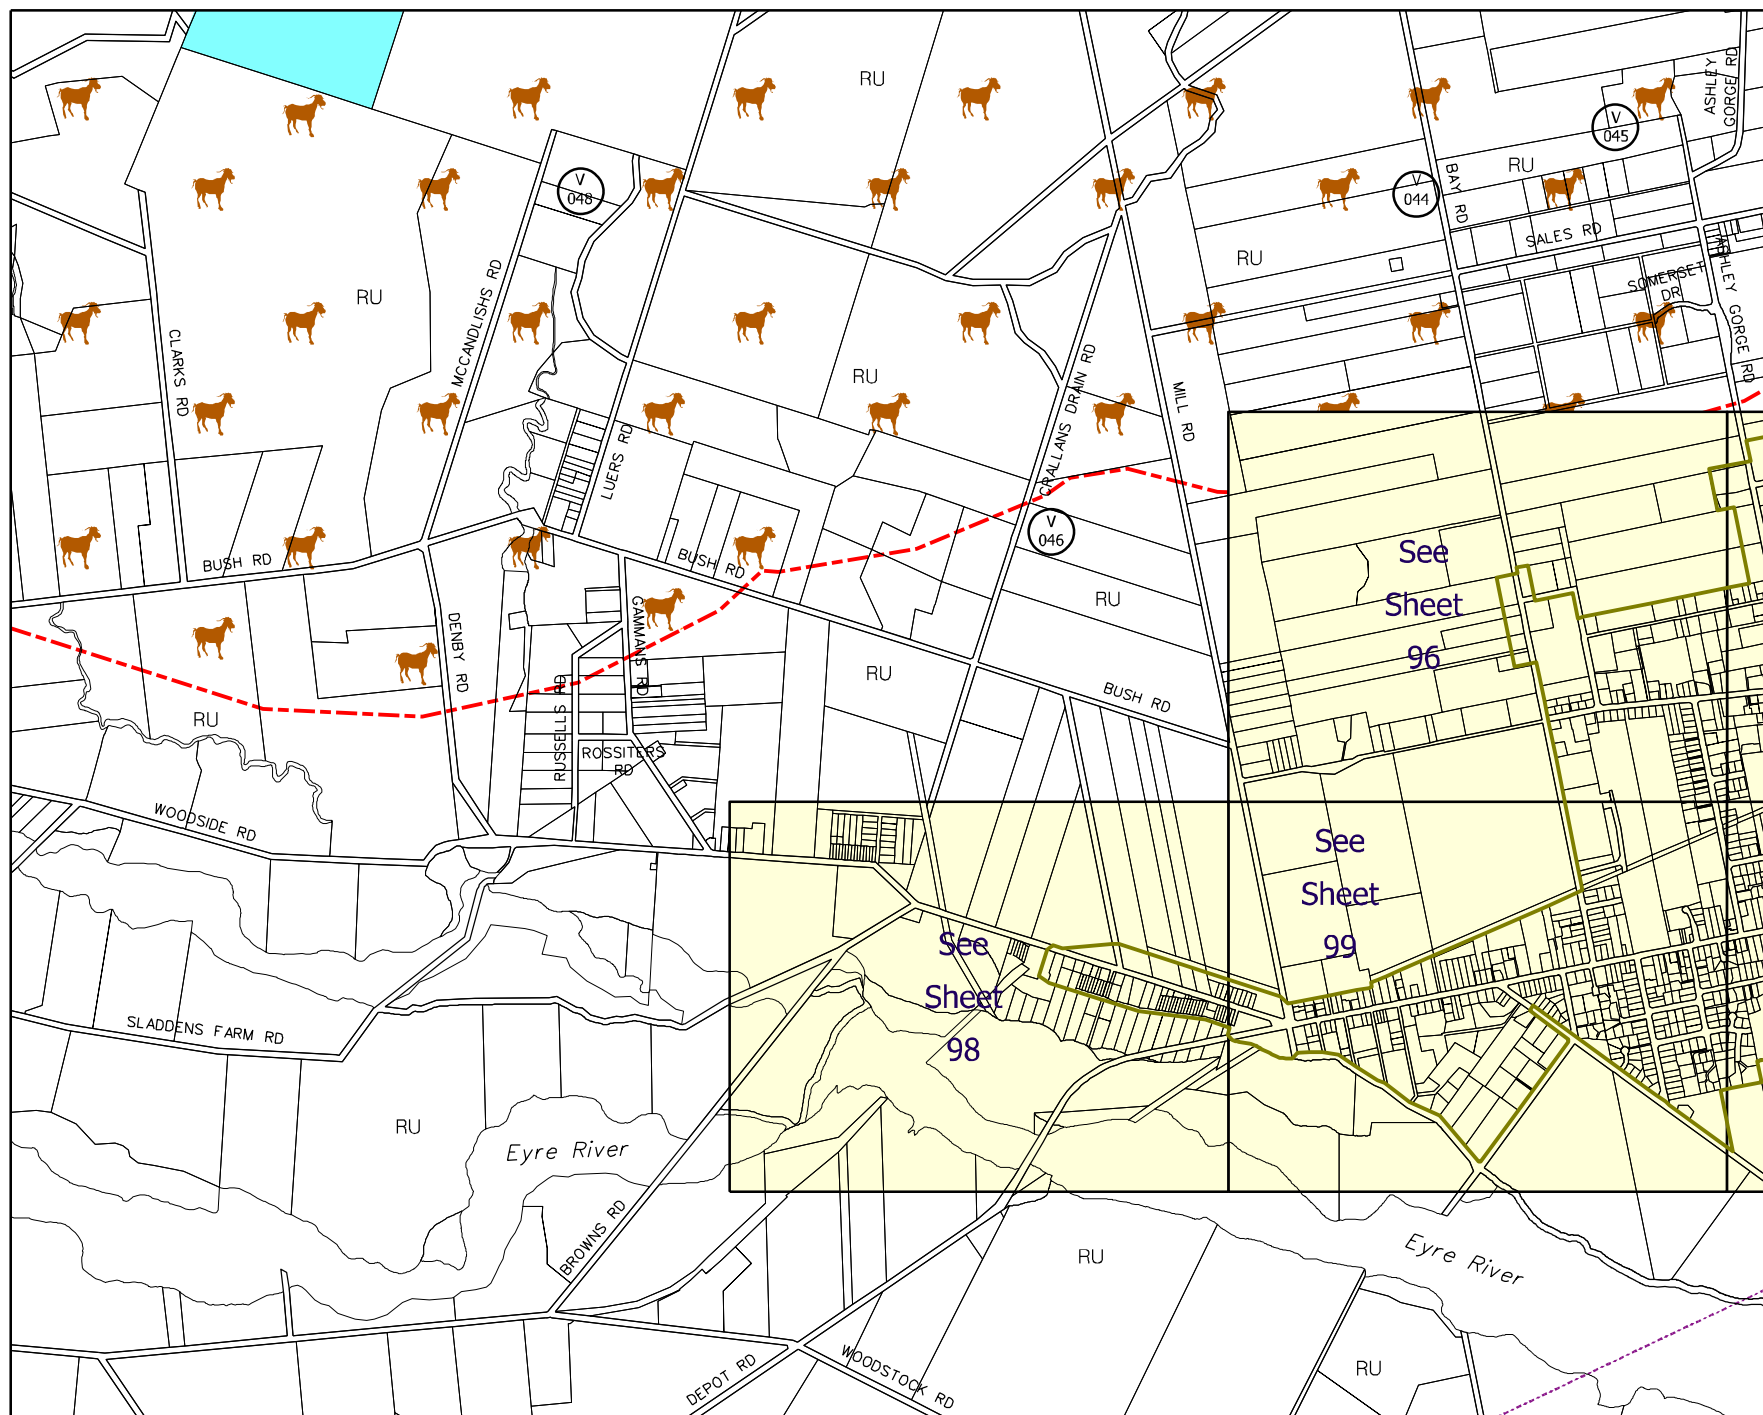 RU
ASHLEY
GORGE RD
V
045
RU
V
048
V
044
BAY RD
SALES RD
RU
SOMERSET
DR
ASHLEY GORGE RD
RU
MCCANDLISHS RD
CLARKS RD
CRALLANS DRAIN RD
RU
MILL RD
LUERS RD
V
046
BUSH RD
BUSH RD
See
Sheet
96
RU
GAMMANS RD
DENBY RD
RU
BUSH RD
RU
RUSSELLS RD
ROSSITERS
RD
WOODSIDE RD
See
Sheet
99
See
Sheet
98
SLADDENS FARM RD
RU
Eyre River
BROWNS RD
RU
Eyre River
DEPOT RD
WOODSTOCK RD
RU